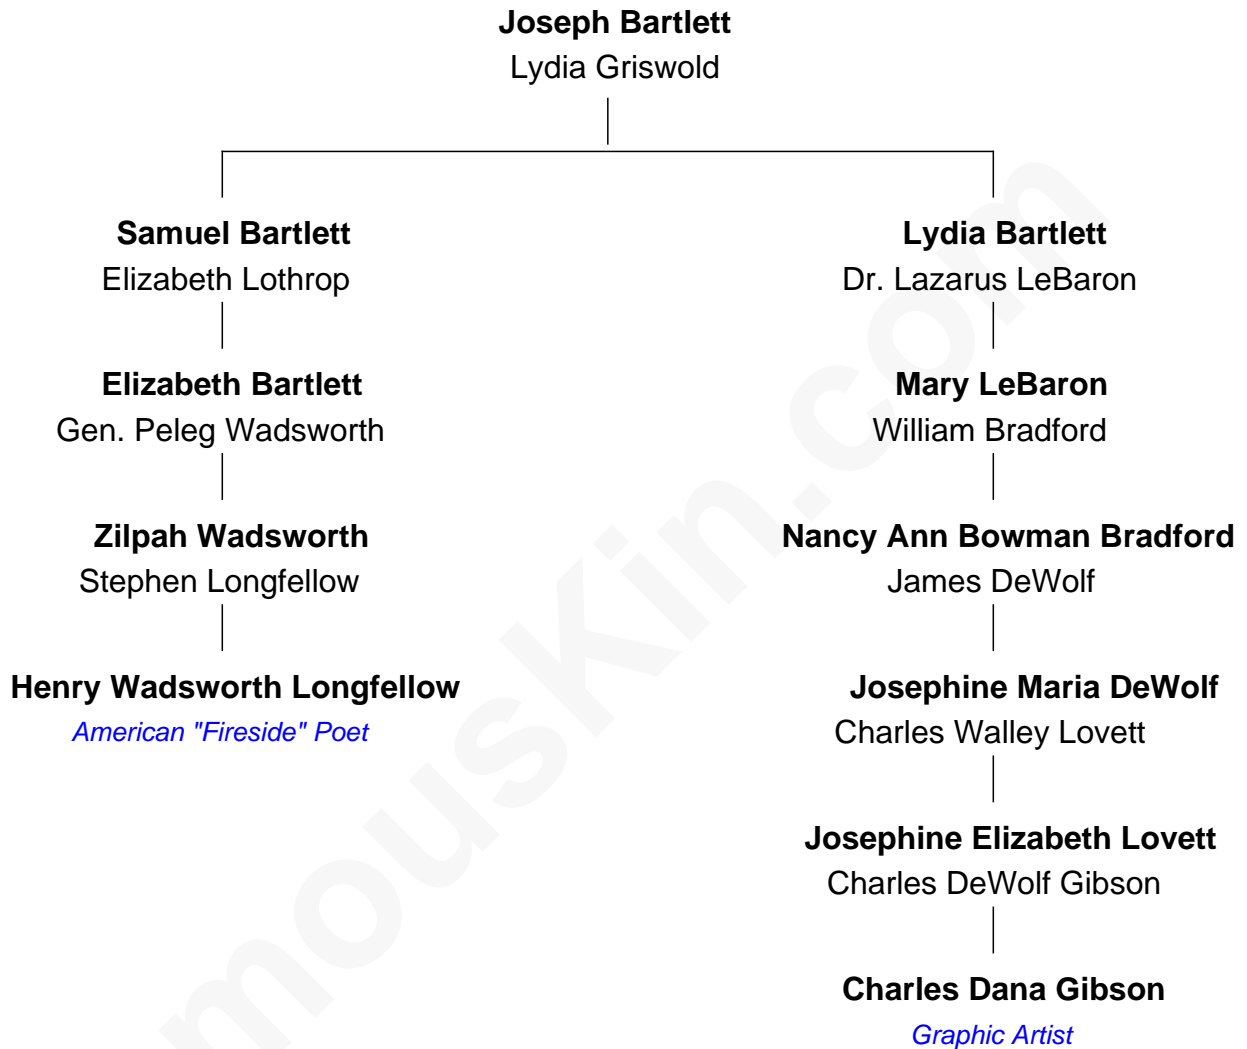 Joseph Bartlett
Lydia Griswold
Samuel Bartlett
Elizabeth Lothrop
Elizabeth Bartlett
Gen. Peleg Wadsworth
Zilpah Wadsworth
Stephen Longfellow
Henry Wadsworth Longfellow
American "Fireside" Poet
Lydia Bartlett
Dr. Lazarus LeBaron
Mary LeBaron
William Bradford
Nancy Ann Bowman Bradford
James DeWolf
Josephine Maria DeWolf
Charles Walley Lovett
Josephine Elizabeth Lovett
Charles DeWolf Gibson
Charles Dana Gibson
Graphic Artist
mousKin.com